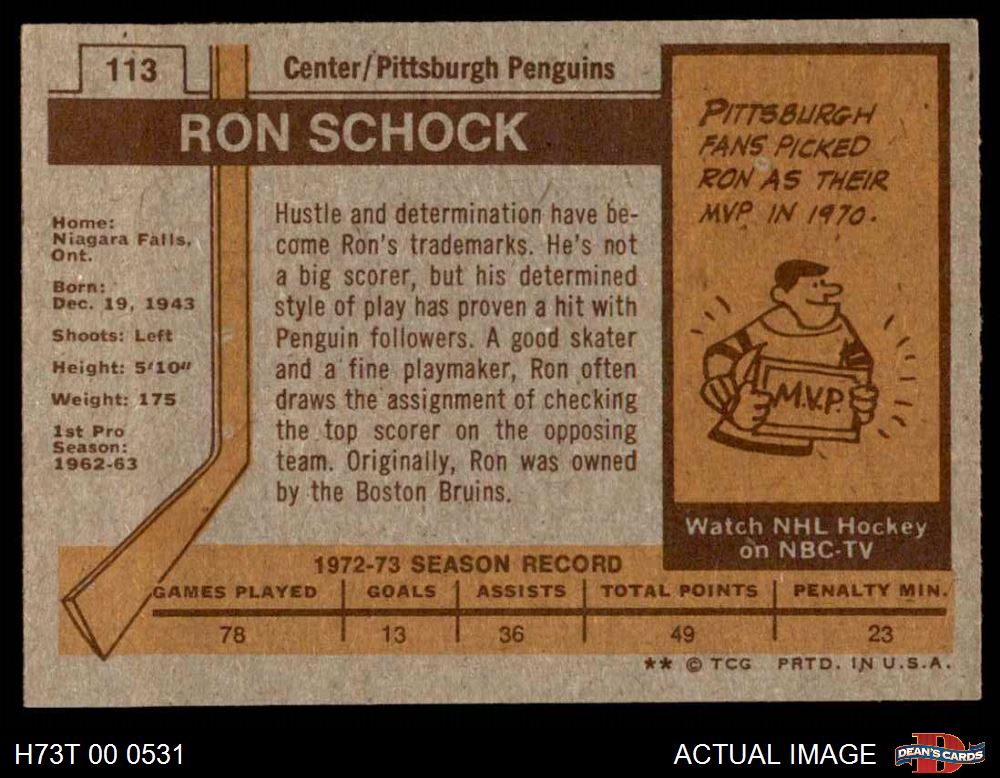 113
Center/Pittsburgh Penguins
RON SCHOCK
Home:
Niagara Falls,
Ont.
Born:
Dec. 19, 1943
Shoots: Left
Height: 5'10"
Weight: 175
1st Pro
Season:
1962-63
Hustle and determination have be-
come Ron's trademarks. He's not
a big scorer, but his determined
style of play has proven a hit with
Penguin followers. A good skater
and a fine playmaker, Ron often
draws the assignment of checking
the top scorer on the opposing
team. Originally, Ron was owned
by the Boston Bruins.
PITTSBURGH
FANS PICKED
RON AS THEIR
MVP IN 1970.
M.V.P.
Watch NHL Hockey
on NBC-TV
1972-73 SEASON RECORD
GAMES PLAYED GOALS ASSISTS TOTAL POINTS PENALTY MIN.
78 13 36 49 23
** © TCG PRTD. IN U.S.A.
H73T 00 0531
ACTUAL IMAGE
D
DEAN'S CARDS